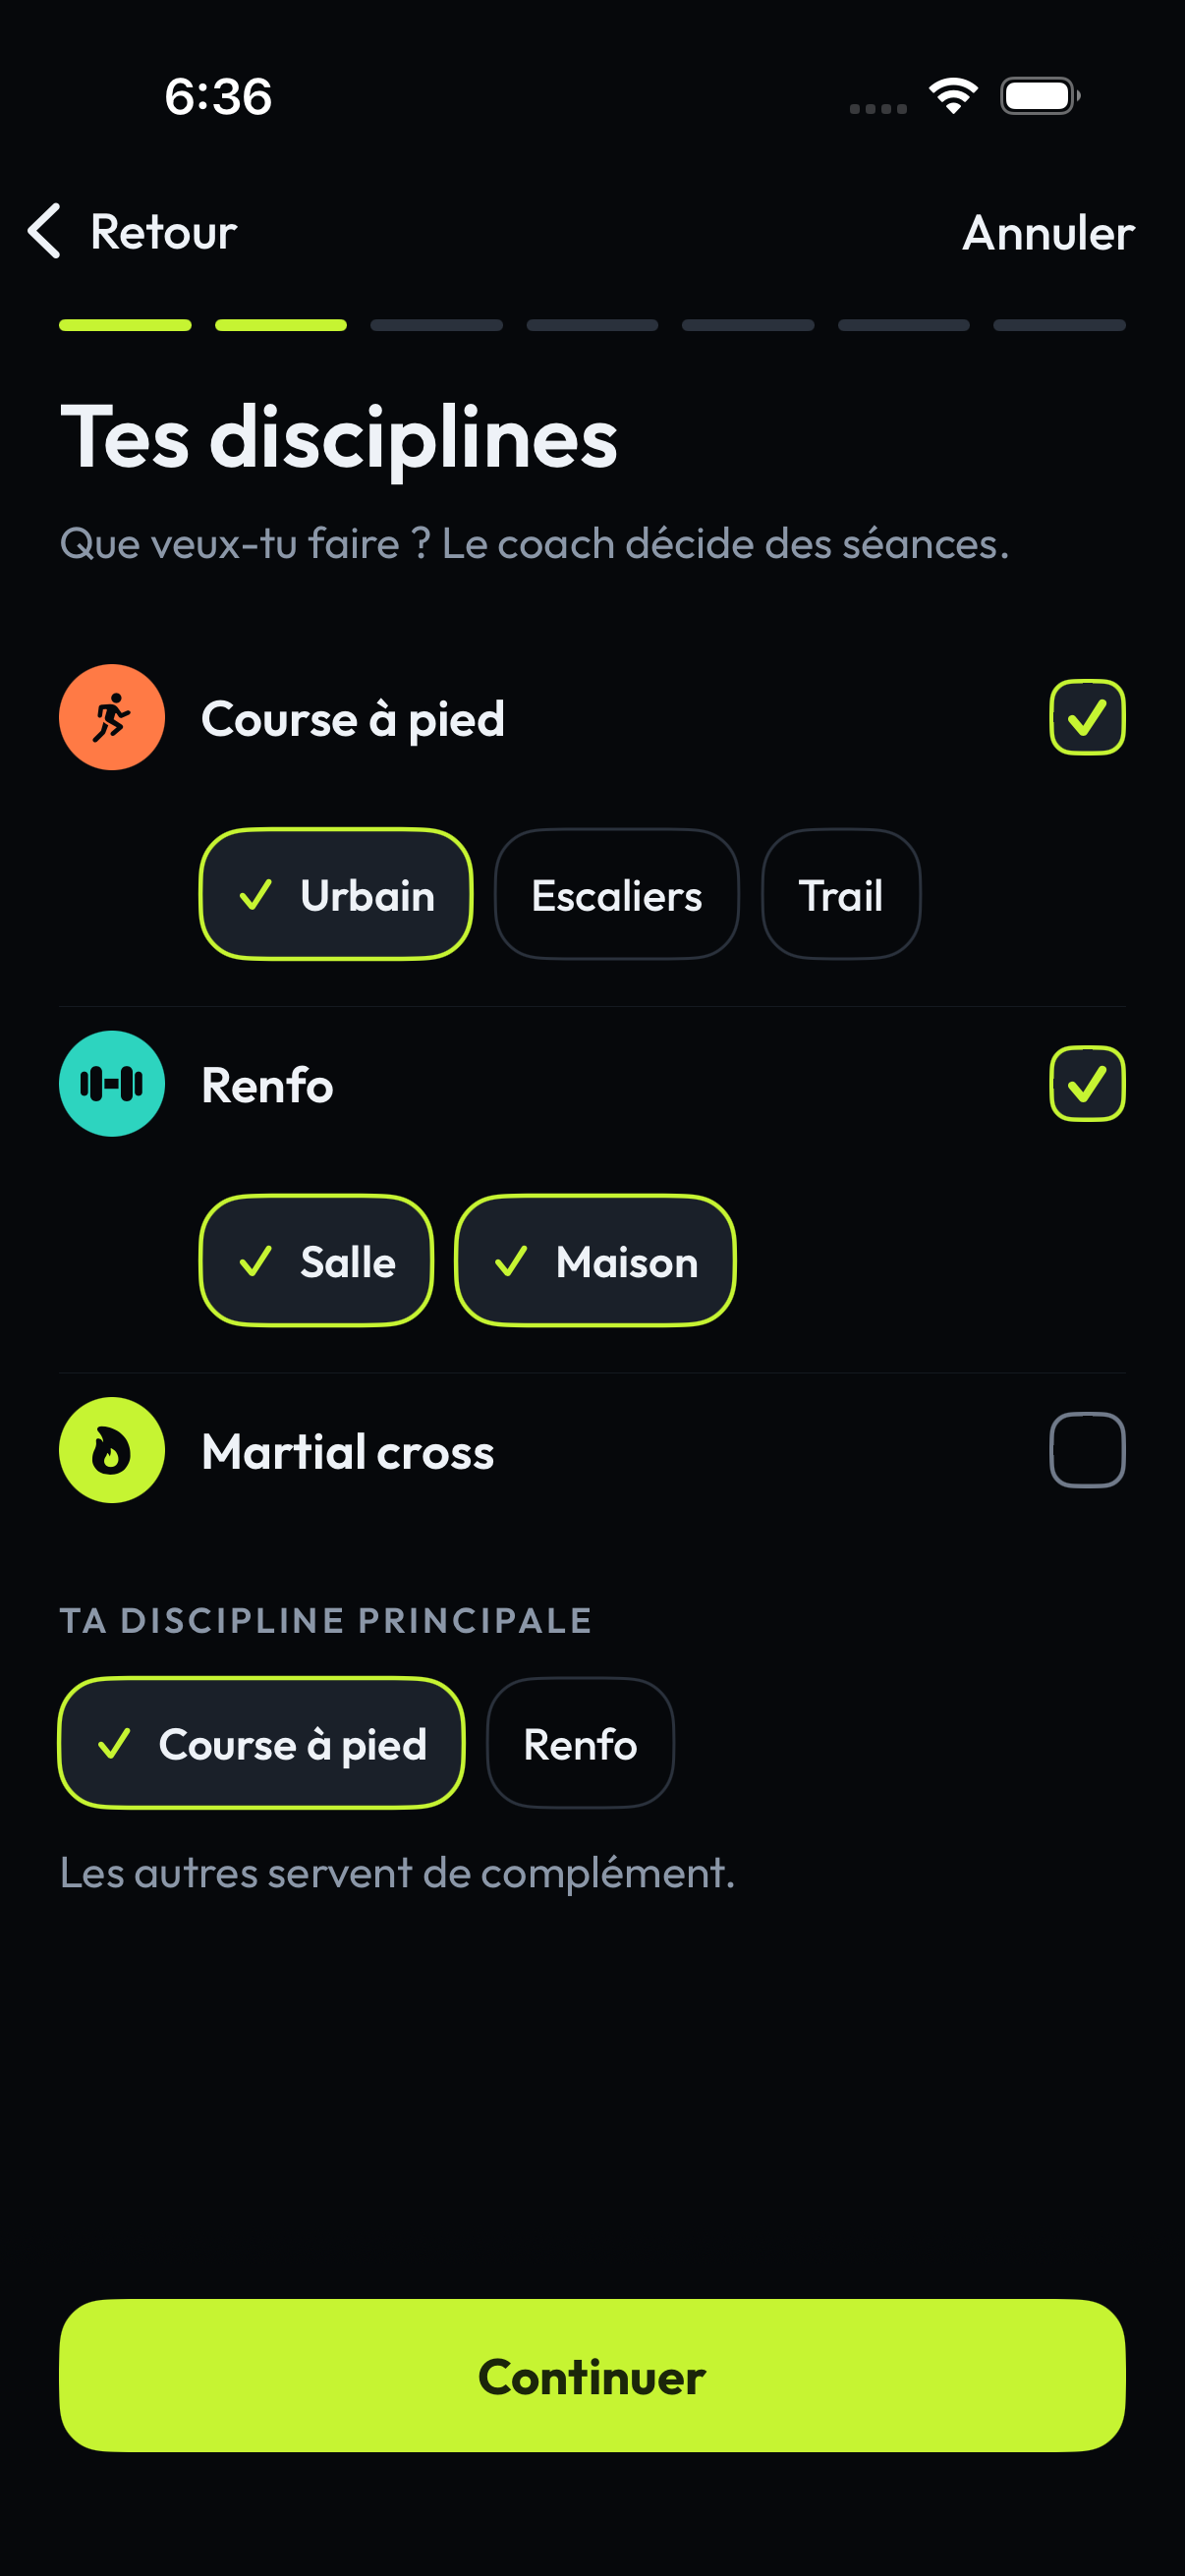 6:36
Retour
Annuler
Tes disciplines
Que veux-tu faire ? Le coach décide des séances.
Course à pied
Urbain
Escaliers
Trail
Renfo
Salle
Maison
Martial cross
TA DISCIPLINE PRINCIPALE
Course à pied
Renfo
Les autres servent de complément.
Continuer